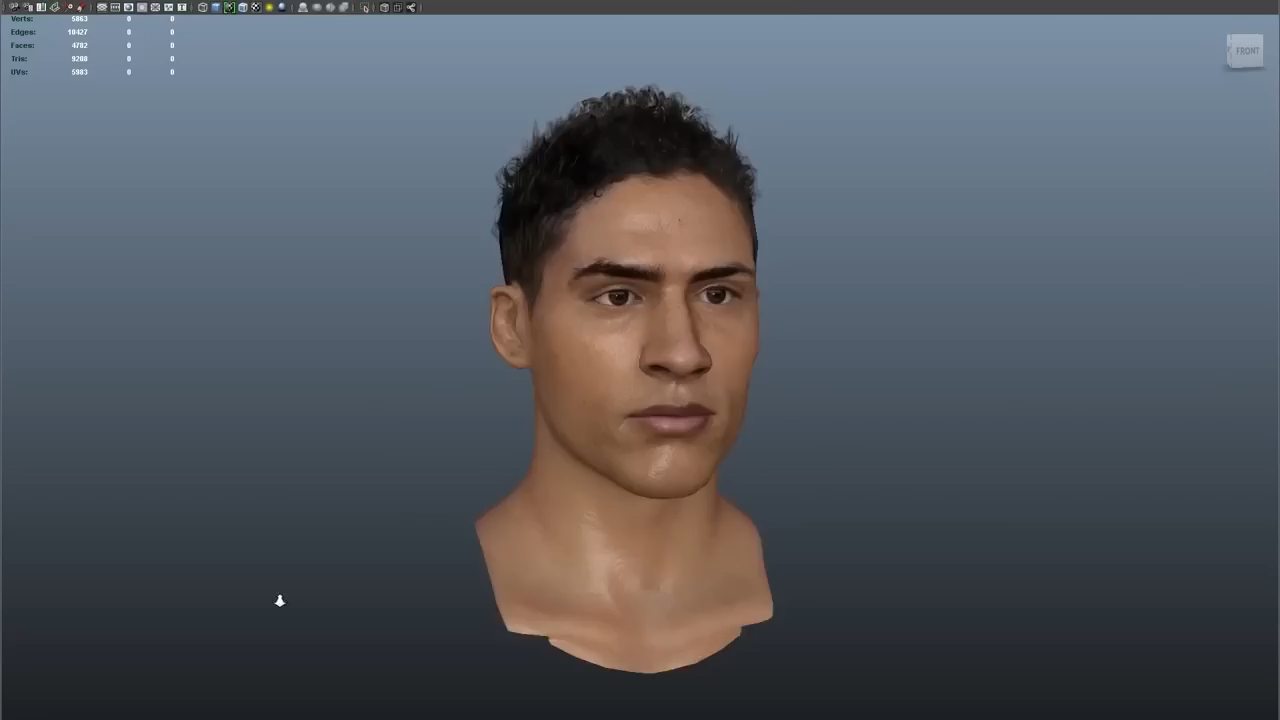 Verts: 5863 0 0
Edges: 10427 0 0
Faces: 4782 0 0
Tris: 9208 0 0
UVs: 5983 0 0
FRONT